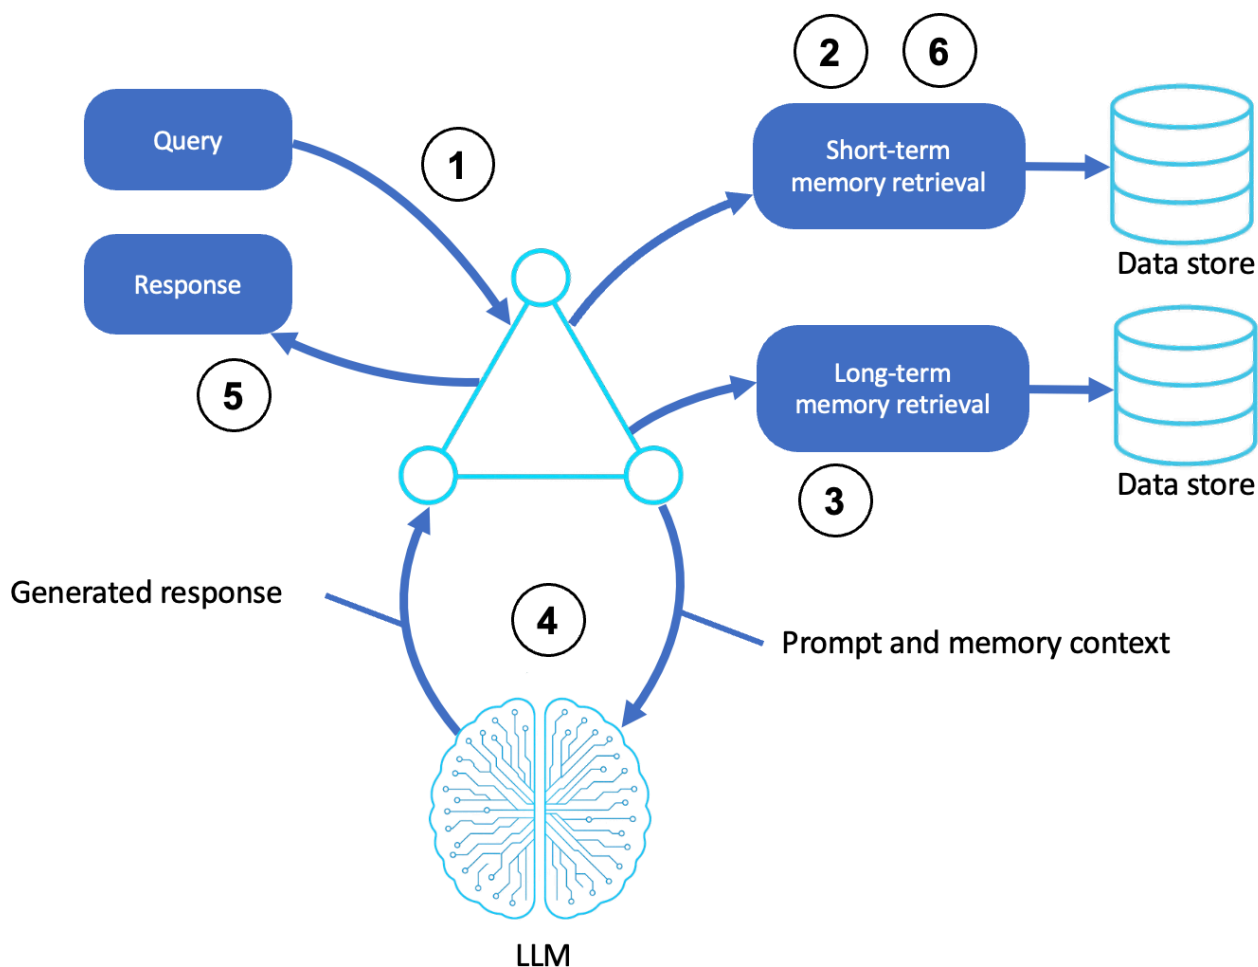 2
6
Query
1
Short-term
memory retrieval
Data store
Response
5
Long-term
memory retrieval
3
Data store
Generated response
4
Prompt and memory context
LLM